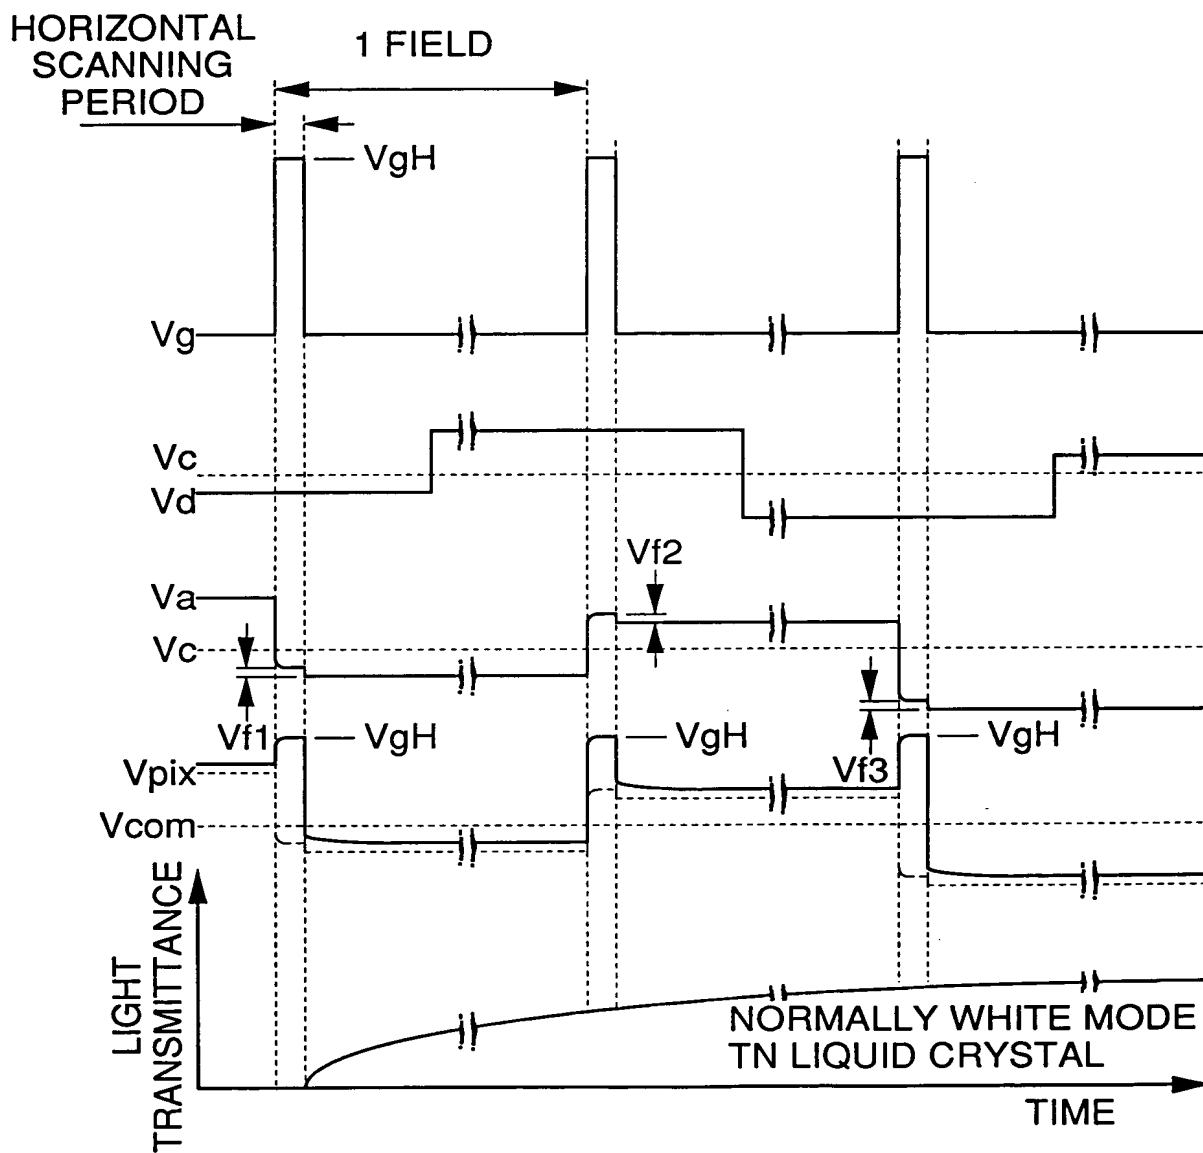 HORIZONTAL
SCANNING
PERIOD
1 FIELD
VgH
Vg
Vc
Vd
Vf2
Va
Vc
Vf1
VgH
VgH
VgH
Vf3
Vpix
Vcom
LIGHT
TRANSMITTANCE
NORMALLY WHITE MODE
TN LIQUID CRYSTAL
TIME